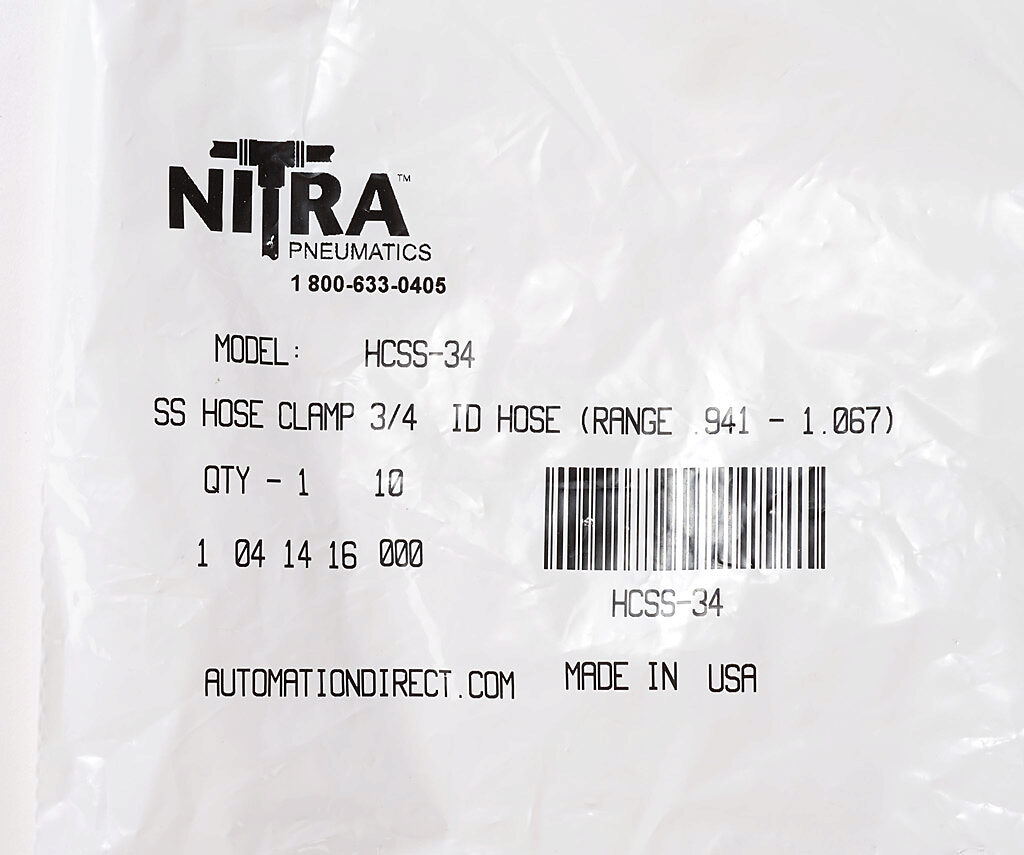 NITRA™
PNEUMATICS
1 800-633-0405
MODEL: HCSS-34
SS HOSE CLAMP 3/4 ID HOSE (RANGE .941 - 1.067)
QTY - 1 10
1 04 14 16 000
HCSS-34
AUTOMATIONDIRECT.COM MADE IN USA